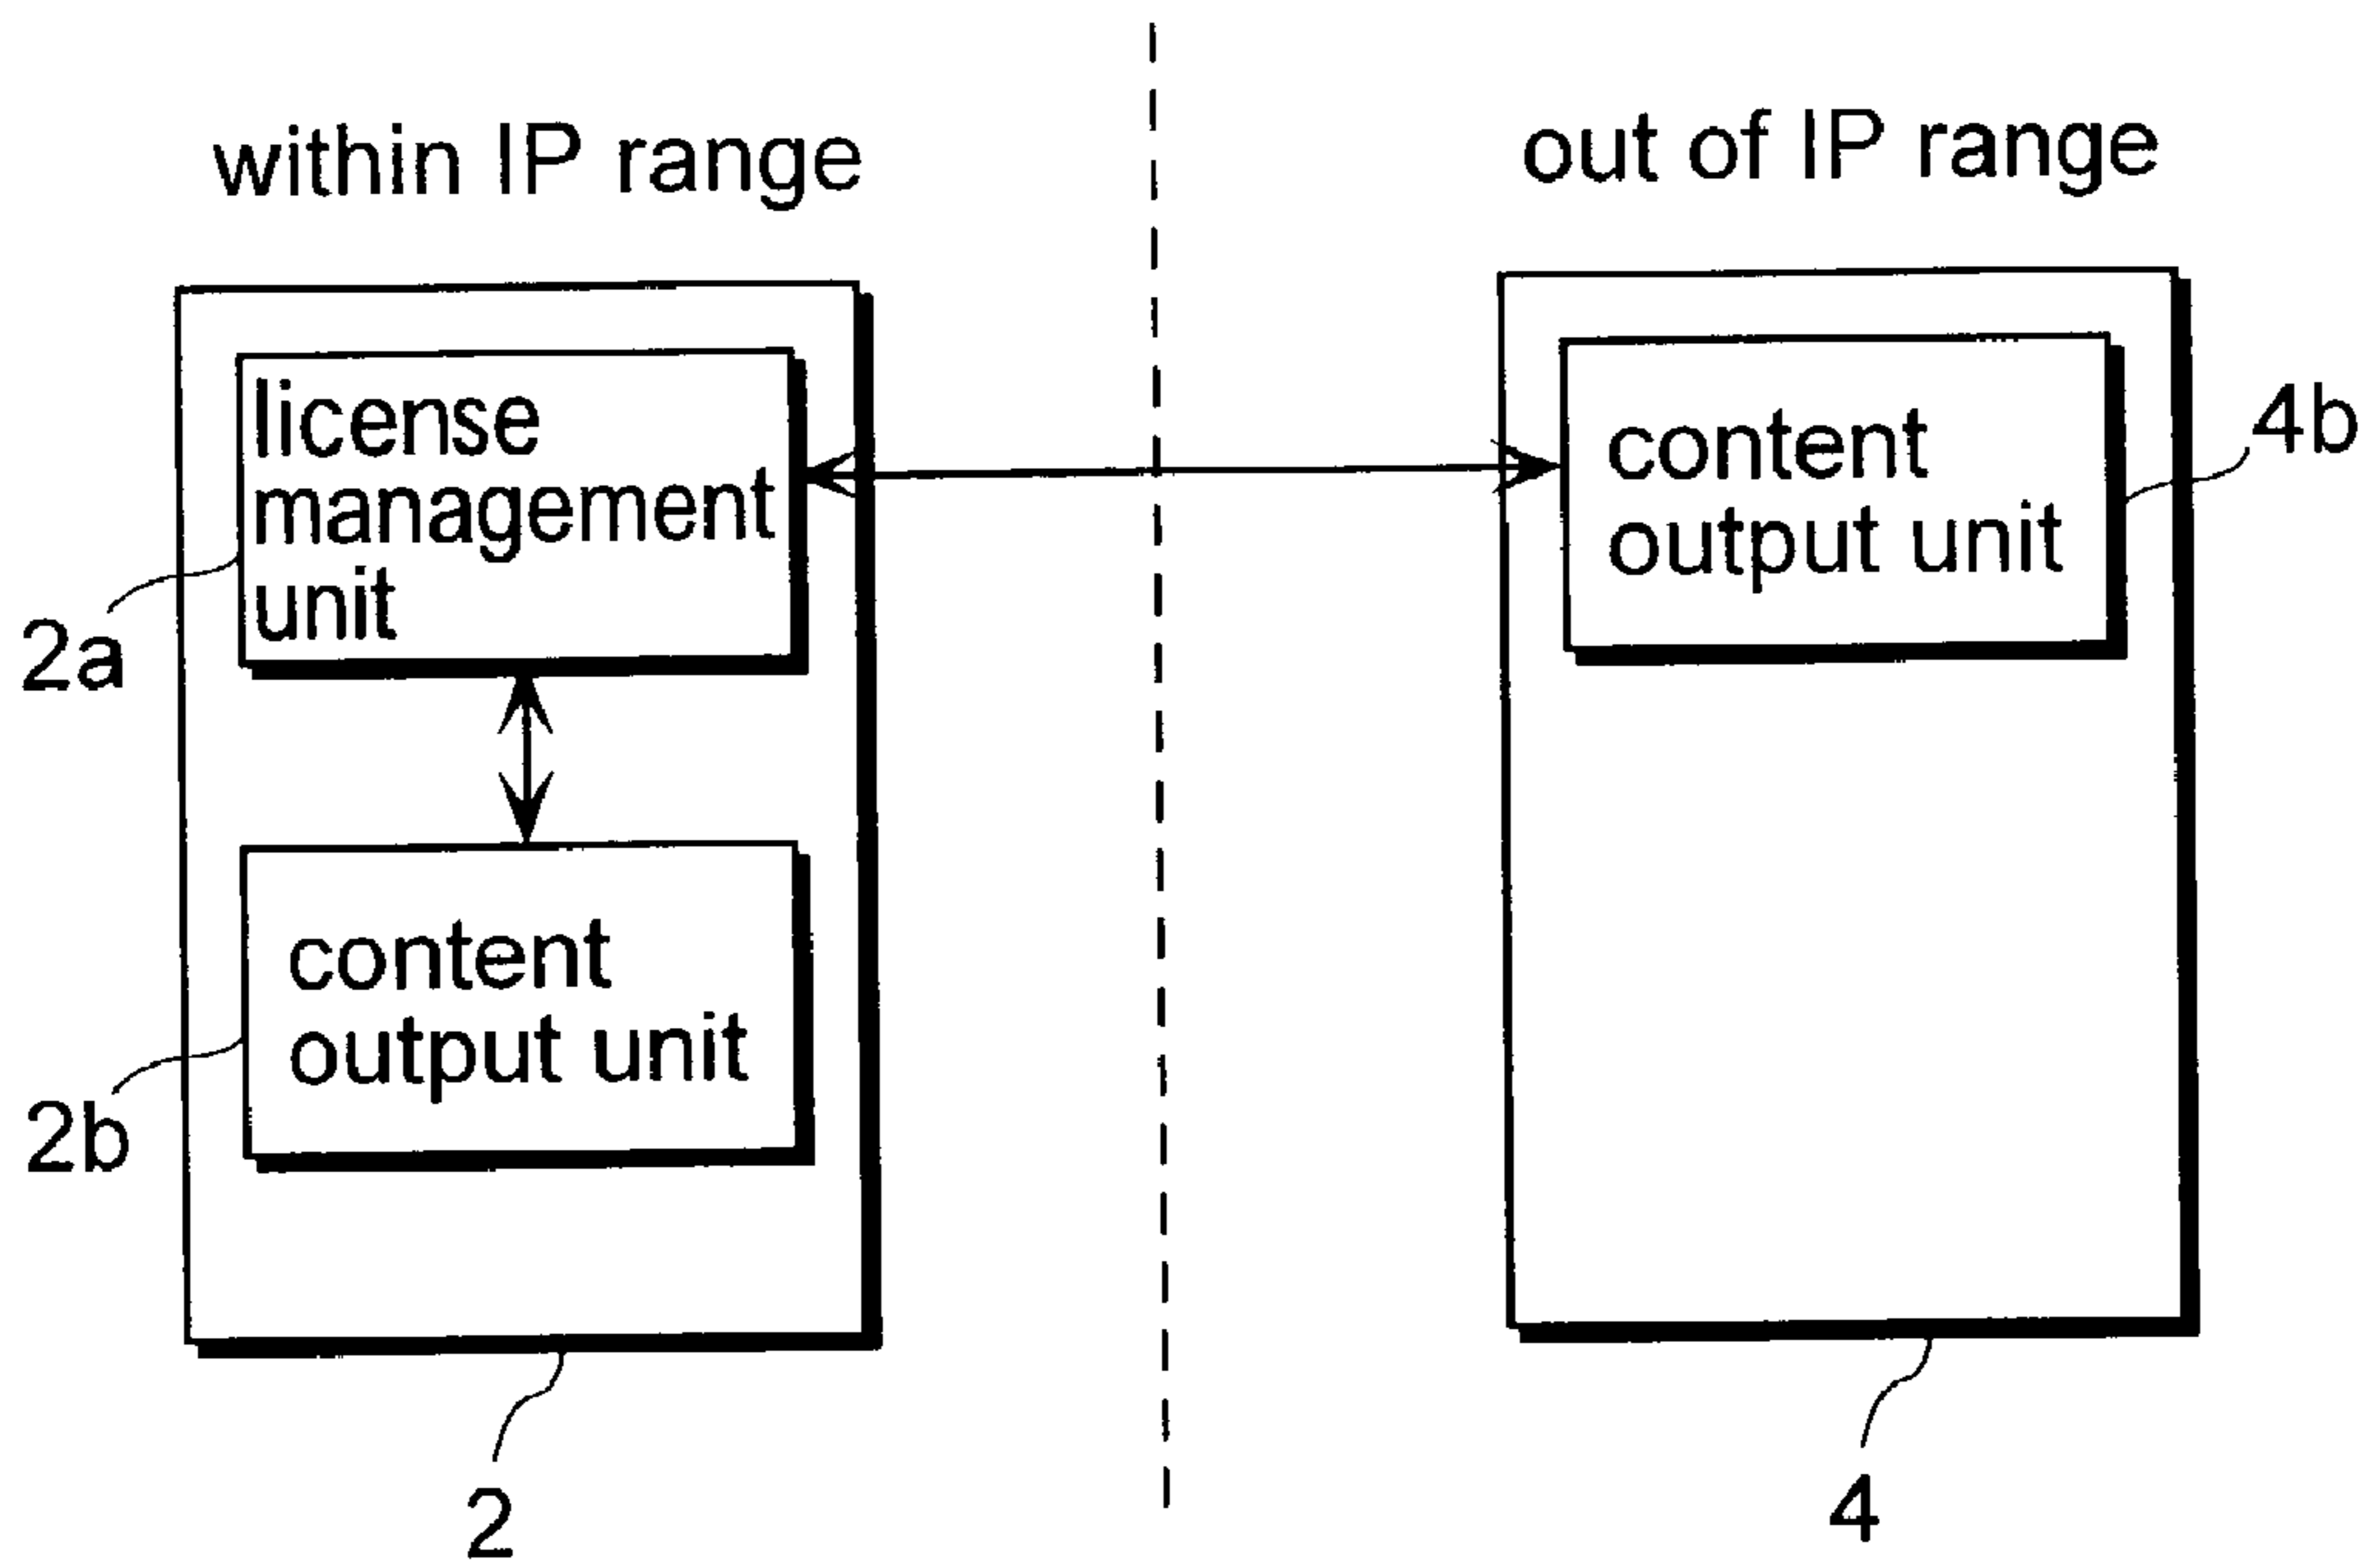 within IP range
out of IP range
license
management
unit
2a
content
output unit
4b
content
output unit
2b
2
4